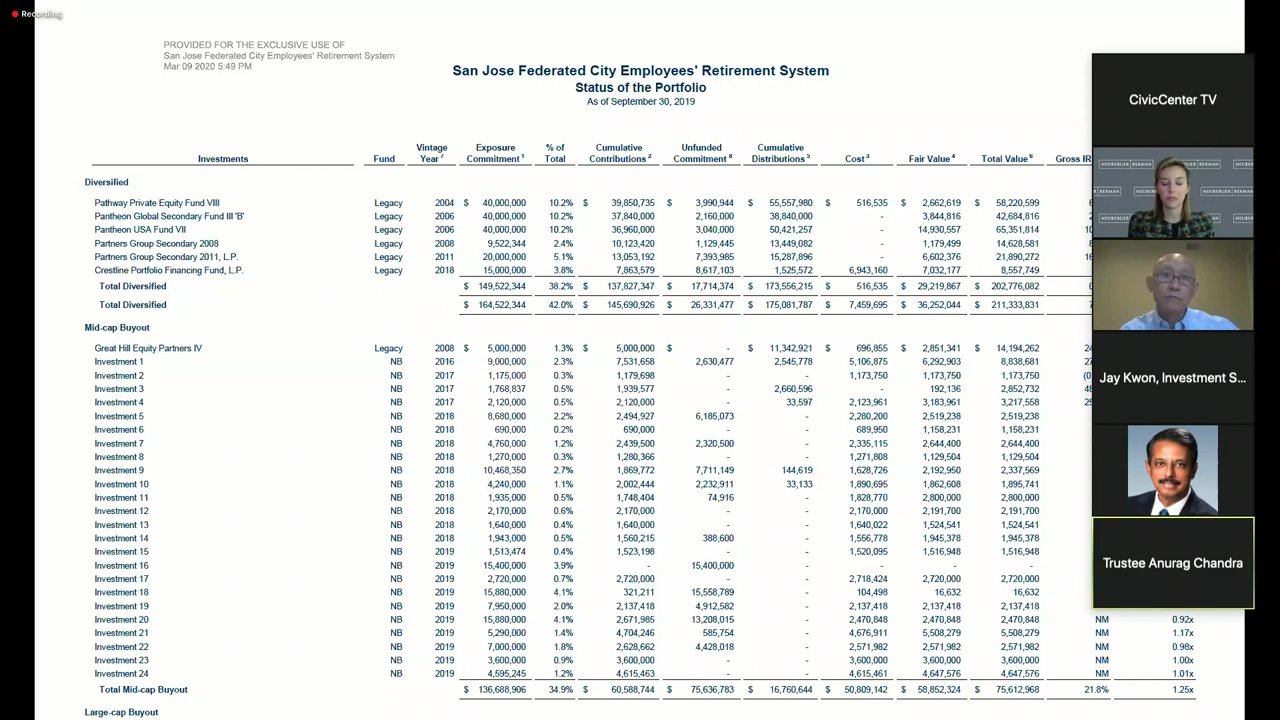 Recording
PROVIDED FOR THE EXCLUSIVE USE OF
San Jose Federated City Employees' Retirement System
Mar 09 2020 5:49 PM
San Jose Federated City Employees' Retirement System
Status of the Portfolio
As of September 30, 2019
Investments Fund Vintage Year 7 Exposure Commitment 1 % of Total Cumulative Contributions 2 Unfunded Commitment 8 Cumulative Distributions 5 Cost 3 Fair Value 4 Total Value 6 Gross IR
Diversified
Pathway Private Equity Fund VIII Legacy 2004 $ 40,000,000 10.2% $ 39,850,735 3,990,944 $ 55,557,980 $ 516,535 $ 2,662,619 $ 58,220,599
Pantheon Global Secondary Fund III 'B' Legacy 2006 40,000,000 10.2% 37,840,000 2,160,000 38,840,000 - 3,844,816 42,684,816
Pantheon USA Fund VII Legacy 2006 40,000,000 10.2% 36,960,000 3,040,000 50,421,257 - 14,930,557 65,351,814 10
Partners Group Secondary 2008 Legacy 2008 9,522,344 2.4% 10,123,420 1,129,445 13,449,082 - 1,179,499 14,628,581
Partners Group Secondary 2011, L.P. Legacy 2011 20,000,000 5.1% 13,053,192 7,393,985 15,287,896 - 6,602,376 21,890,272 16
Crestline Portfolio Financing Fund, L.P. Legacy 2018 15,000,000 3.8% 7,863,579 8,617,103 1,525,572 6,943,160 7,032,177 8,557,749
Total Diversified $ 149,522,344 38.2% $ 137,827,347 $ 17,714,374 $ 173,556,215 $ 516,535 $ 29,219,867 $ 202,776,082
Total Diversified $ 164,522,344 42.0% $ 145,690,926 $ 26,331,477 $ 175,081,787 $ 7,459,695 $ 36,252,044 $ 211,333,831
Mid-cap Buyout
Great Hill Equity Partners IV Legacy 2008 $ 5,000,000 1.3% $ 5,000,000 $ - $ 11,342,921 $ 696,855 $ 2,851,341 $ 14,194,262 24
Investment 1 NB 2016 9,000,000 2.3% 7,531,658 2,630,477 2,545,778 5,106,875 6,292,903 8,838,681 27
Investment 2 NB 2017 1,175,000 0.3% 1,179,698 - - 1,173,750 1,173,750 1,173,750 (0
Investment 3 NB 2017 1,768,837 0.5% 1,939,577 - 2,660,596 - 192,136 2,852,732 48
Investment 4 NB 2017 2,120,000 0.5% 2,120,000 - 33,597 2,123,961 3,183,961 3,217,558 25
Investment 5 NB 2018 8,680,000 2.2% 2,494,927 6,185,073 - 2,280,200 2,519,238 2,519,238
Investment 6 NB 2018 690,000 0.2% 690,000 - - 689,950 1,158,231 1,158,231
Investment 7 NB 2018 4,760,000 1.2% 2,439,500 2,320,500 - 2,335,115 2,644,400 2,644,400
Investment 8 NB 2018 1,270,000 0.3% 1,280,366 - - 1,271,808 1,129,504 1,129,504
Investment 9 NB 2018 10,468,350 2.7% 1,869,772 7,711,149 144,619 1,628,726 2,192,950 2,337,569
Investment 10 NB 2018 4,240,000 1.1% 2,002,444 2,232,911 33,133 1,890,695 1,862,608 1,895,741
Investment 11 NB 2018 1,935,000 0.5% 1,748,404 74,916 - 1,828,770 2,800,000 2,800,000
Investment 12 NB 2018 2,170,000 0.6% 2,170,000 - - 2,170,000 2,191,700 2,191,700
Investment 13 NB 2018 1,640,000 0.4% 1,640,000 - - 1,640,022 1,524,541 1,524,541
Investment 14 NB 2018 1,943,000 0.5% 1,560,215 388,600 - 1,556,778 1,945,378 1,945,378
Investment 15 NB 2019 1,513,474 0.4% 1,523,198 - - 1,520,095 1,516,948 1,516,948
Investment 16 NB 2019 15,400,000 3.9% - 15,400,000 - - - -
Investment 17 NB 2019 2,720,000 0.7% 2,720,000 - - 2,718,424 2,720,000 2,720,000
Investment 18 NB 2019 15,880,000 4.1% 321,211 15,558,789 - 104,498 16,632 16,632
Investment 19 NB 2019 7,950,000 2.0% 2,137,418 4,912,582 - 2,137,418 2,137,418 2,137,418
Investment 20 NB 2019 15,880,000 4.1% 2,671,985 13,208,015 - 2,470,848 2,470,848 2,470,848 NM 0.92x
Investment 21 NB 2019 5,290,000 1.4% 4,704,246 585,754 - 4,676,911 5,508,279 5,508,279 NM 1.17x
Investment 22 NB 2019 7,000,000 1.8% 2,628,662 4,428,018 - 2,571,982 2,571,982 2,571,982 NM 0.98x
Investment 23 NB 2019 3,600,000 0.9% 3,600,000 - - 3,600,000 3,600,000 3,600,000 NM 1.00x
Investment 24 NB 2019 4,595,245 1.2% 4,615,463 - - 4,615,461 4,647,576 4,647,576 NM 1.01x
Total Mid-cap Buyout $ 136,688,906 34.9% $ 60,588,744 $ 75,636,783 $ 16,760,644 $ 50,809,142 $ 58,852,324 $ 75,612,968 21.8% 1.25x
Large-cap Buyout
CivicCenter TV
NEUBERGER BERMAN
Jay Kwon, Investment S...
Trustee Anurag Chandra